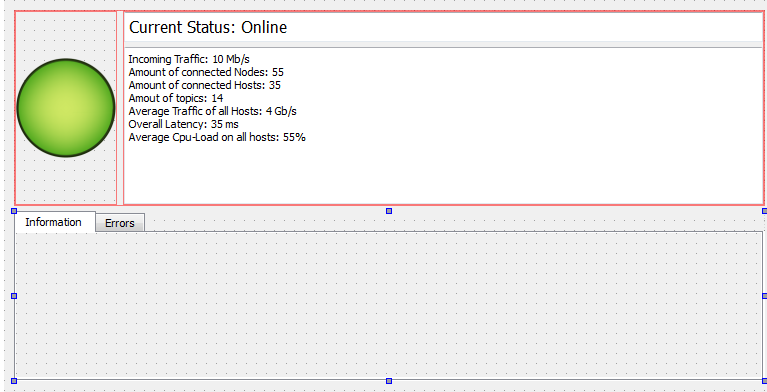 Current Status: Online
Incoming Traffic: 10 Mb/s
Amount of connected Nodes: 55
Amount of connected Hosts: 35
Amout of topics: 14
Average Traffic of all Hosts: 4 Gb/s
Overall Latency: 35 ms
Average Cpu-Load on all hosts: 55%
Information
Errors